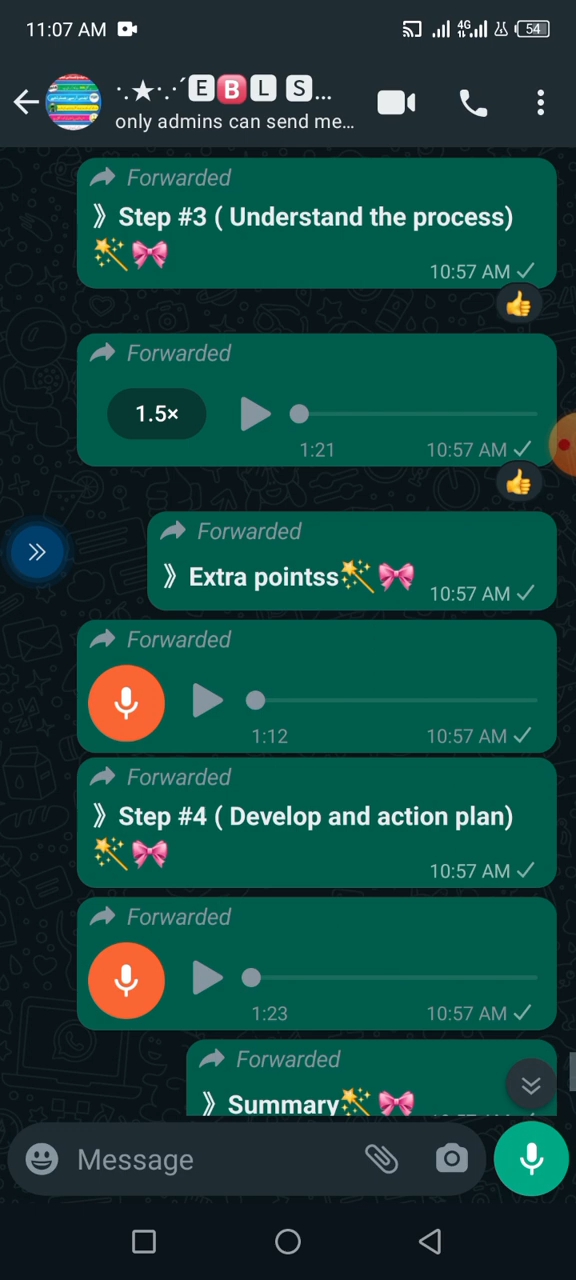 11:07 AM
4G
54
·.★·.·´🄴🅱🄻 🅂...
only admins can send me...
Forwarded
》Step #3 ( Understand the process)
🪄🎀
10:57 AM
👍
Forwarded
1.5×
1:21 10:57 AM
👍
Forwarded
》Extra pointss🪄🎀
10:57 AM
Forwarded
1:12 10:57 AM
Forwarded
》Step #4 ( Develop and action plan)
🪄🎀
10:57 AM
Forwarded
1:23 10:57 AM
Forwarded
》Summary🪄🎀
Message